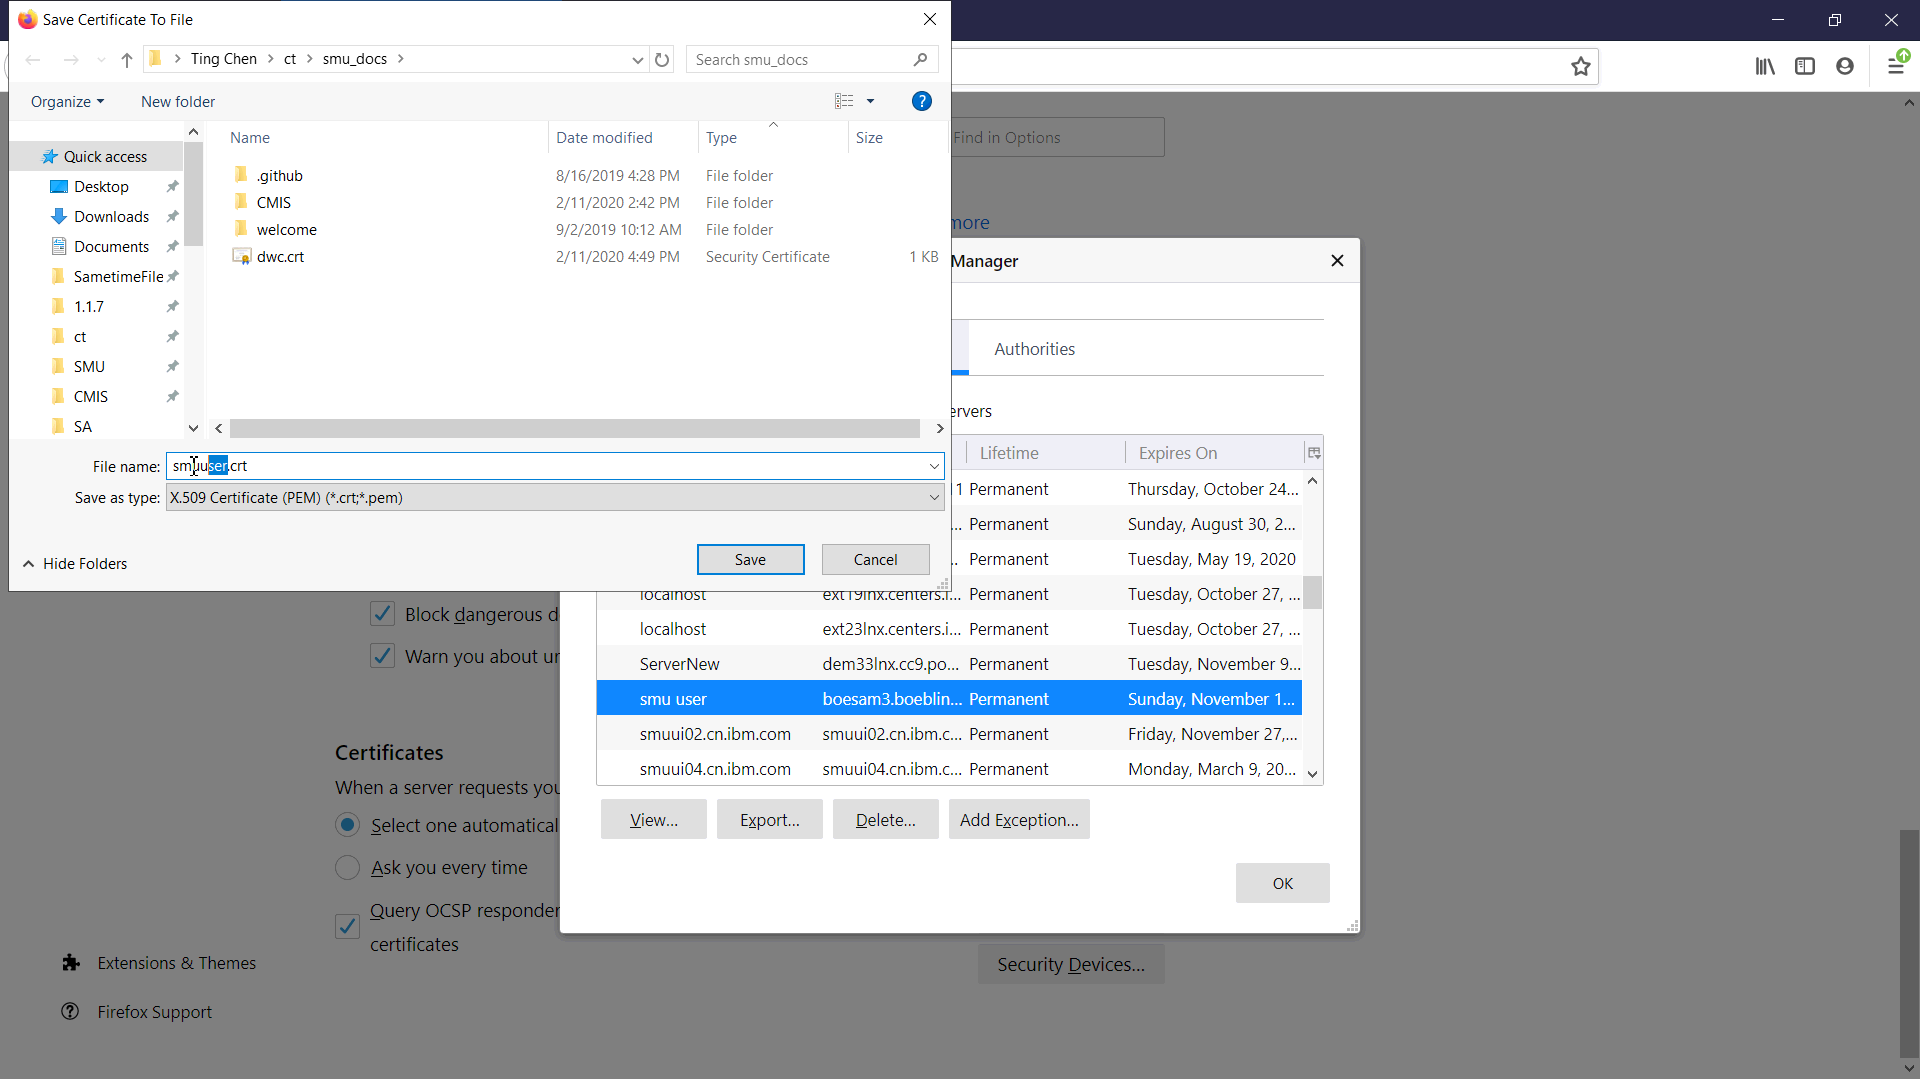 Save Certificate To File
Ting Chen ct smu_docs
Search smu_docs
Organize New folder
?
Name Date modified Type Size
Quick access
Desktop
Downloads
Documents
SametimeFile
1.1.7
ct
SMU
CMIS
SA
.github 8/16/2019 4:28 PM File folder
CMIS 2/11/2020 2:42 PM File folder
welcome 9/2/2019 10:12 AM File folder
dwc.crt 2/11/2020 4:49 PM Security Certificate 1 KB
File name: smuuser.crt
Save as type: X.509 Certificate (PEM) (*.crt;*.pem)
Hide Folders
Save Cancel
Find in Options
more
Manager
Authorities
ervers
Lifetime Expires On
11 Permanent Thursday, October 24...
... Permanent Sunday, August 30, 2...
.. Permanent Tuesday, May 19, 2020
localhost ext19lnx.centers.i... Permanent Tuesday, October 27, ...
localhost ext23lnx.centers.i... Permanent Tuesday, October 27, ...
ServerNew dem33lnx.cc9.po... Permanent Tuesday, November 9...
smu user boesam3.boeblin... Permanent Sunday, November 1...
smuui02.cn.ibm.com smuui02.cn.ibm.c... Permanent Friday, November 27,...
smuui04.cn.ibm.com smuui04.cn.ibm.c... Permanent Monday, March 9, 20...
View... Export... Delete... Add Exception...
OK
Block dangerous d
Warn you about un
Certificates
When a server requests you
Select one automatical
Ask you every time
Query OCSP responder
certificates
Security Devices...
Extensions & Themes
Firefox Support